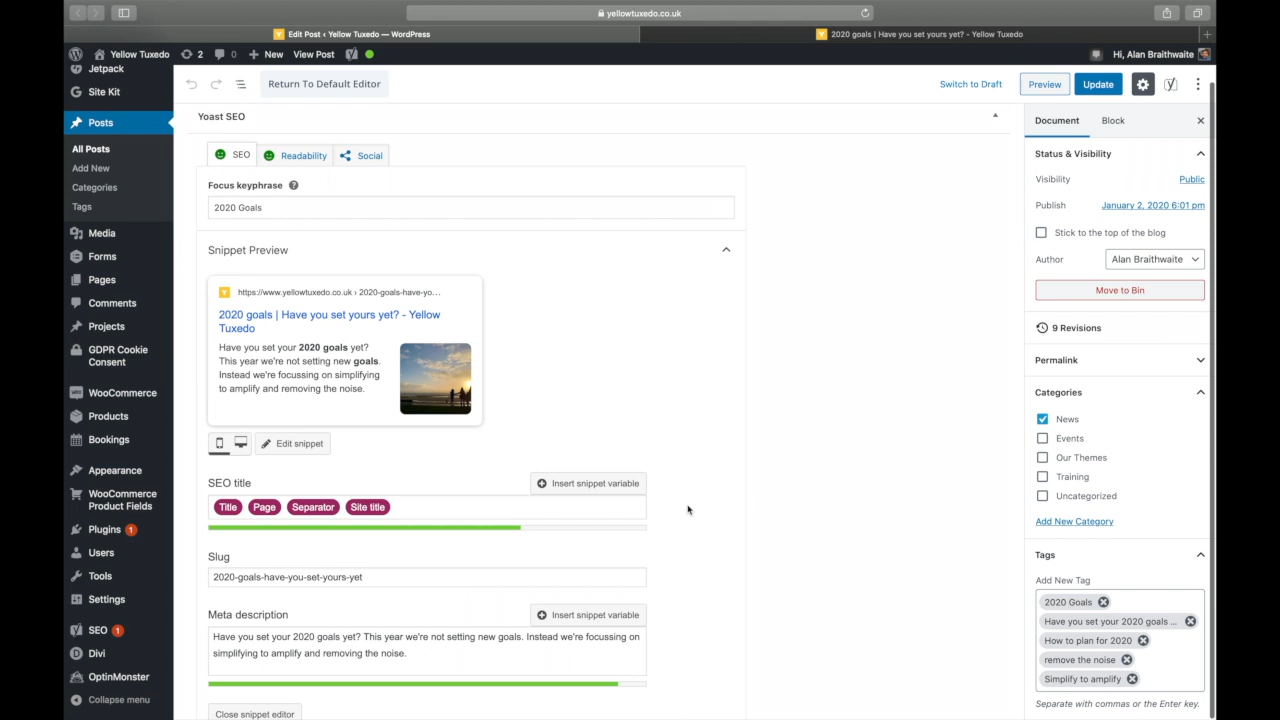 yellowtuxedo.co.uk
Edit Post ‹ Yellow Tuxedo — WordPress
2020 goals | Have you set yours yet? - Yellow Tuxedo
Yellow Tuxedo
2
0
New
View Post
Hi, Alan Braithwaite
Jetpack
Site Kit
Posts
All Posts
Add New
Categories
Tags
Media
Forms
Pages
Comments
Projects
GDPR Cookie
Consent
WooCommerce
Products
Bookings
Appearance
WooCommerce
Product Fields
Plugins 1
Users
Tools
Settings
SEO 1
Divi
OptinMonster
Collapse menu
Return To Default Editor
Switch to Draft
Preview
Update
Yoast SEO
SEO
Readability
Social
Focus keyphrase ?
2020 Goals
Snippet Preview
https://www.yellowtuxedo.co.uk › 2020-goals-have-yo...
2020 goals | Have you set yours yet? - Yellow
Tuxedo
Have you set your 2020 goals yet?
This year we're not setting new goals.
Instead we're focussing on simplifying
to amplify and removing the noise.
Edit snippet
SEO title
Insert snippet variable
Title Page Separator Site title
Slug
2020-goals-have-you-set-yours-yet
Meta description
Insert snippet variable
Have you set your 2020 goals yet? This year we're not setting new goals. Instead we're focussing on
simplifying to amplify and removing the noise.
Close snippet editor
Document
Block
Status & Visibility
Visibility
Public
Publish
January 2, 2020 6:01 pm
Stick to the top of the blog
Author
Alan Braithwaite
Move to Bin
9 Revisions
Permalink
Categories
News
Events
Our Themes
Training
Uncategorized
Add New Category
Tags
Add New Tag
2020 Goals
Have you set your 2020 goals ...
How to plan for 2020
remove the noise
Simplify to amplify
Separate with commas or the Enter key.